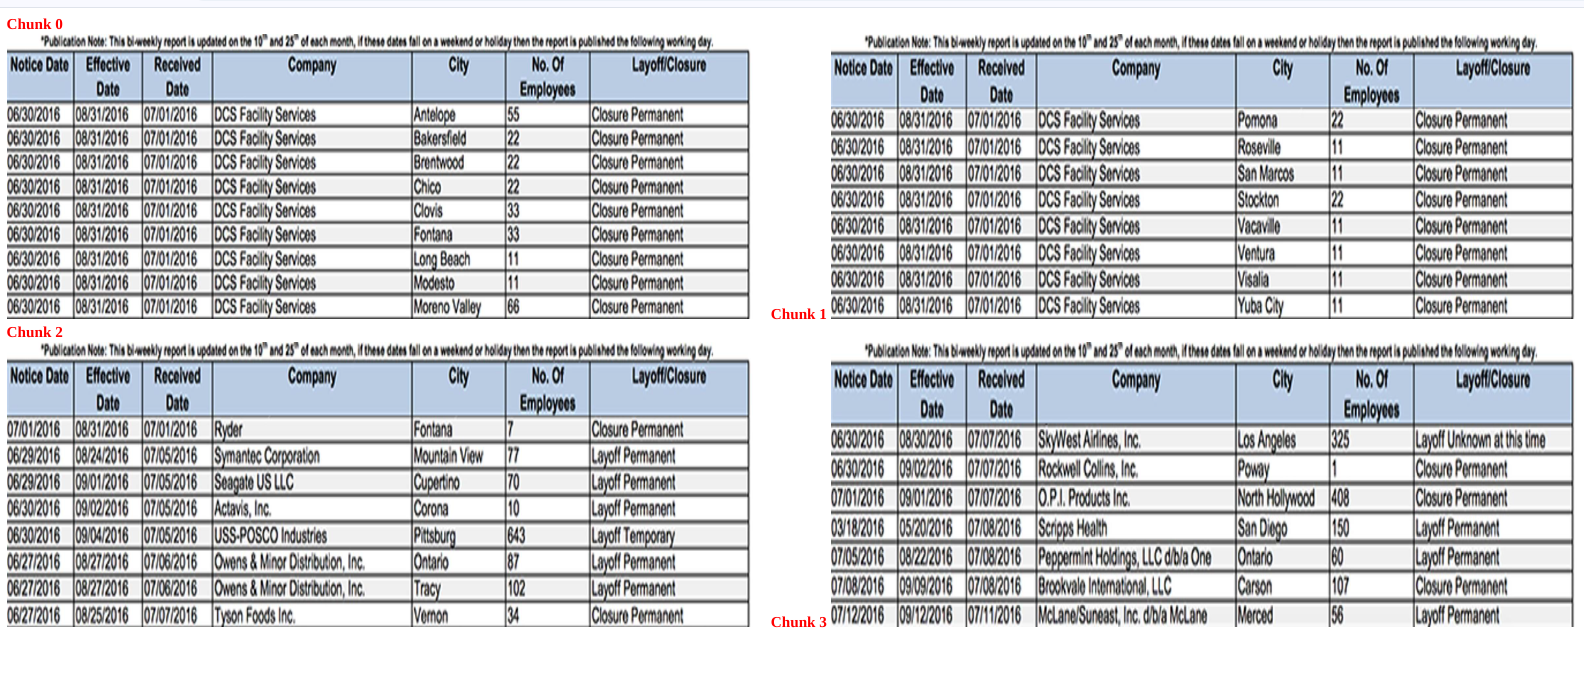 Chunk 0
*Publication Note: This bi-weekly report is updated on the 10th and 25th of each month, if these dates fall on a weekend or holiday then the report is published the following working day.
Notice Date Effective Date Received Date Company City No. Of Employees Layoff/Closure
06/30/2016 08/31/2016 07/01/2016 DCS Facility Services Antelope 55 Closure Permanent
06/30/2016 08/31/2016 07/01/2016 DCS Facility Services Bakersfield 22 Closure Permanent
06/30/2016 08/31/2016 07/01/2016 DCS Facility Services Brentwood 22 Closure Permanent
06/30/2016 08/31/2016 07/01/2016 DCS Facility Services Chico 22 Closure Permanent
06/30/2016 08/31/2016 07/01/2016 DCS Facility Services Clovis 33 Closure Permanent
06/30/2016 08/31/2016 07/01/2016 DCS Facility Services Fontana 33 Closure Permanent
06/30/2016 08/31/2016 07/01/2016 DCS Facility Services Long Beach 11 Closure Permanent
06/30/2016 08/31/2016 07/01/2016 DCS Facility Services Modesto 11 Closure Permanent
06/30/2016 08/31/2016 07/01/2016 DCS Facility Services Moreno Valley 66 Closure Permanent
Chunk 1
*Publication Note: This bi-weekly report is updated on the 10th and 25th of each month, if these dates fall on a weekend or holiday then the report is published the following working day.
Notice Date Effective Date Received Date Company City No. Of Employees Layoff/Closure
06/30/2016 08/31/2016 07/01/2016 DCS Facility Services Pomona 22 Closure Permanent
06/30/2016 08/31/2016 07/01/2016 DCS Facility Services Roseville 11 Closure Permanent
06/30/2016 08/31/2016 07/01/2016 DCS Facility Services San Marcos 11 Closure Permanent
06/30/2016 08/31/2016 07/01/2016 DCS Facility Services Stockton 22 Closure Permanent
06/30/2016 08/31/2016 07/01/2016 DCS Facility Services Vacaville 11 Closure Permanent
06/30/2016 08/31/2016 07/01/2016 DCS Facility Services Ventura 11 Closure Permanent
06/30/2016 08/31/2016 07/01/2016 DCS Facility Services Visalia 11 Closure Permanent
06/30/2016 08/31/2016 07/01/2016 DCS Facility Services Yuba City 11 Closure Permanent
Chunk 2
*Publication Note: This bi-weekly report is updated on the 10th and 25th of each month, if these dates fall on a weekend or holiday then the report is published the following working day.
Notice Date Effective Date Received Date Company City No. Of Employees Layoff/Closure
07/01/2016 08/31/2016 07/01/2016 Ryder Fontana 7 Closure Permanent
06/29/2016 08/24/2016 07/05/2016 Symantec Corporation Mountain View 77 Layoff Permanent
06/29/2016 09/01/2016 07/05/2016 Seagate US LLC Cupertino 70 Layoff Permanent
06/30/2016 09/02/2016 07/05/2016 Actavis, Inc. Corona 10 Layoff Permanent
06/30/2016 09/04/2016 07/05/2016 USS-POSCO Industries Pittsburg 643 Layoff Temporary
06/27/2016 08/27/2016 07/06/2016 Owens & Minor Distribution, Inc. Ontario 87 Layoff Permanent
06/27/2016 08/27/2016 07/06/2016 Owens & Minor Distribution, Inc. Tracy 102 Layoff Permanent
06/27/2016 08/25/2016 07/07/2016 Tyson Foods Inc. Vernon 34 Closure Permanent
Chunk 3
*Publication Note: This bi-weekly report is updated on the 10th and 25th of each month, if these dates fall on a weekend or holiday then the report is published the following working day.
Notice Date Effective Date Received Date Company City No. Of Employees Layoff/Closure
06/30/2016 08/30/2016 07/07/2016 SkyWest Airlines, Inc. Los Angeles 325 Layoff Unknown at this time
06/30/2016 09/02/2016 07/07/2016 Rockwell Collins, Inc. Poway 1 Closure Permanent
07/01/2016 09/01/2016 07/07/2016 O.P.I. Products Inc. North Hollywood 408 Closure Permanent
03/18/2016 05/20/2016 07/08/2016 Scripps Health San Diego 150 Layoff Permanent
07/05/2016 08/22/2016 07/08/2016 Peppermint Holdings, LLC d/b/a One Ontario 60 Layoff Permanent
07/08/2016 09/09/2016 07/08/2016 Brookvale International, LLC Carson 107 Closure Permanent
07/12/2016 09/12/2016 07/11/2016 McLane/Suneast, Inc. d/b/a McLane Merced 56 Layoff Permanent